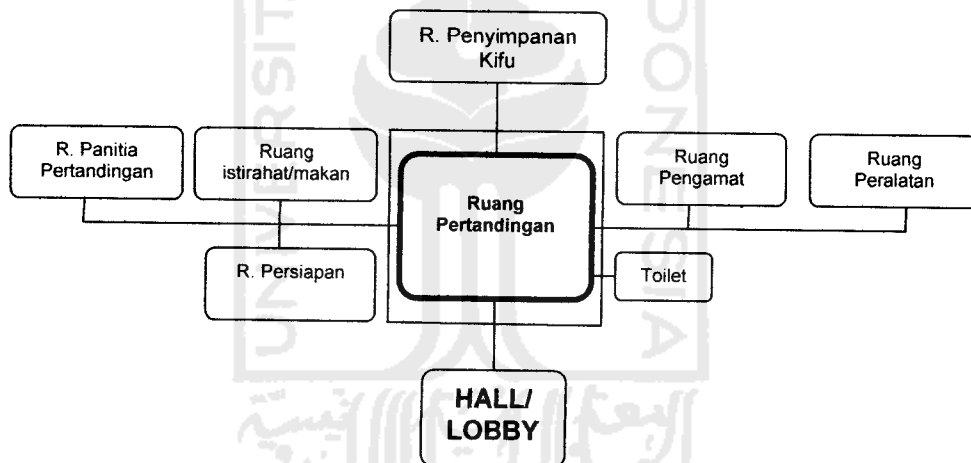 R. Penyimpanan
Kifu
R. Panitia
Pertandingan
Ruang
istirahat/makan
Ruang
Pertandingan
Ruang
Pengamat
Ruang
Peralatan
R. Persiapan
Toilet
HALL/
LOBBY